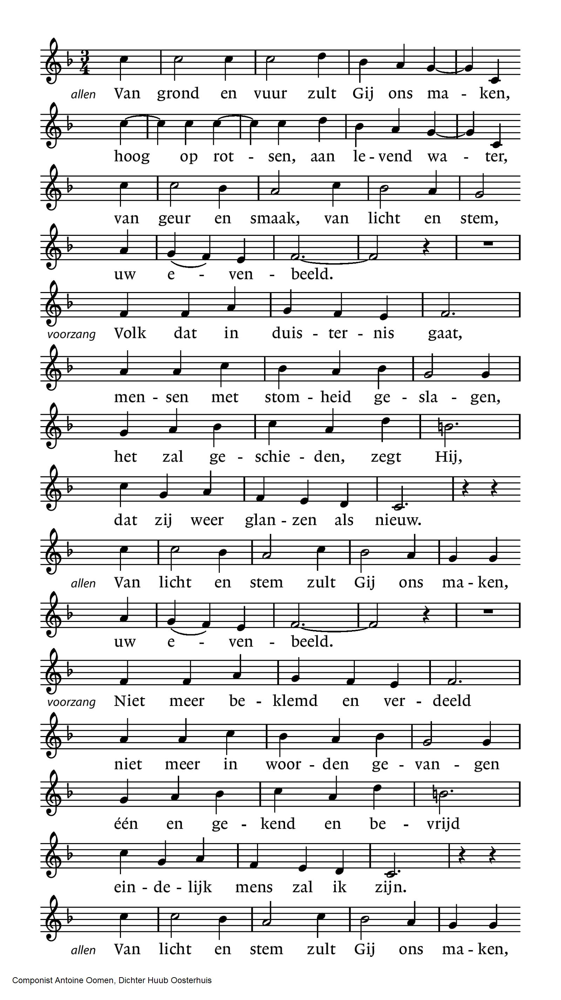 3
4
allen Van grond en vuur zult Gij ons ma - ken,
hoog op rot - sen, aan le - vend wa - ter,
van geur en smaak, van licht en stem,
uw e - ven - beeld.
voorzang Volk dat in duis - ter - nis gaat,
men - sen met stom - heid ge - sla - gen,
het zal ge - schie - den, zegt Hij,
dat zij weer glan - zen als nieuw.
allen Van licht en stem zult Gij ons ma - ken,
uw e - ven - beeld.
voorzang Niet meer be - klemd en ver - deeld
niet meer in woor - den ge - van - gen
één en ge - kend en be - vrijd
ein - de - lijk mens zal ik zijn.
allen Van licht en stem zult Gij ons ma - ken,
Componist Antoine Oomen, Dichter Huub Oosterhuis